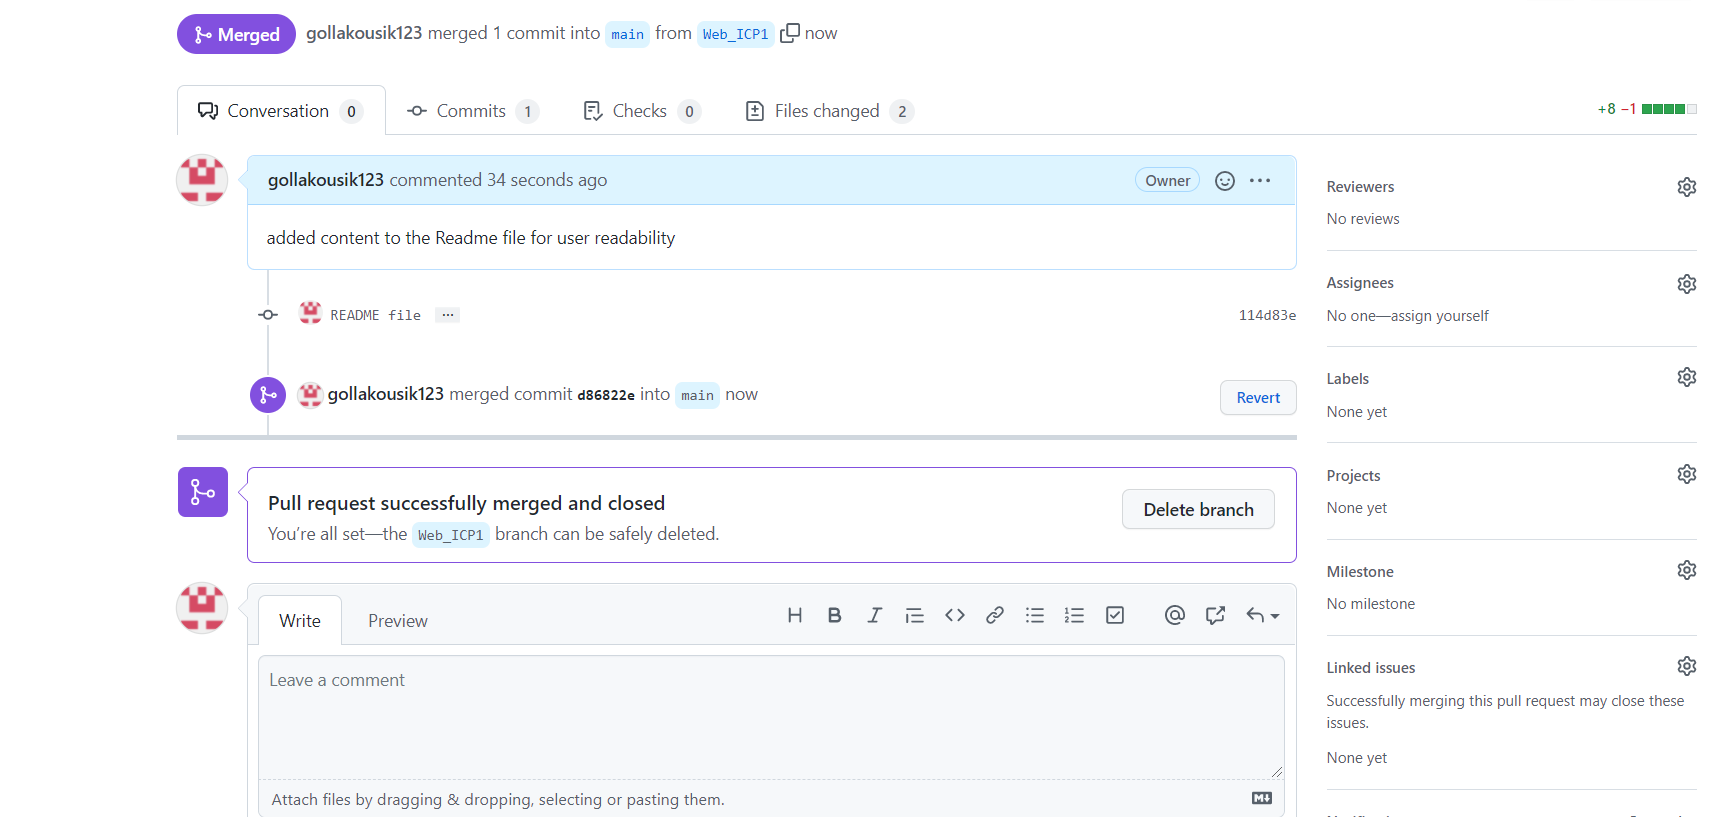 Merged gollakousik123 merged 1 commit into main from Web_ICP1 now
Conversation 0 Commits 1 Checks 0 Files changed 2 +8 −1
gollakousik123 commented 34 seconds ago Owner
added content to the Readme file for user readability
README file ... 114d83e
gollakousik123 merged commit d86822e into main now Revert
Pull request successfully merged and closed
You're all set—the Web_ICP1 branch can be safely deleted.
Delete branch
Write Preview H B I
Leave a comment
Attach files by dragging & dropping, selecting or pasting them.
Reviewers
No reviews
Assignees
No one—assign yourself
Labels
None yet
Projects
None yet
Milestone
No milestone
Linked issues
Successfully merging this pull request may close these
issues.
None yet